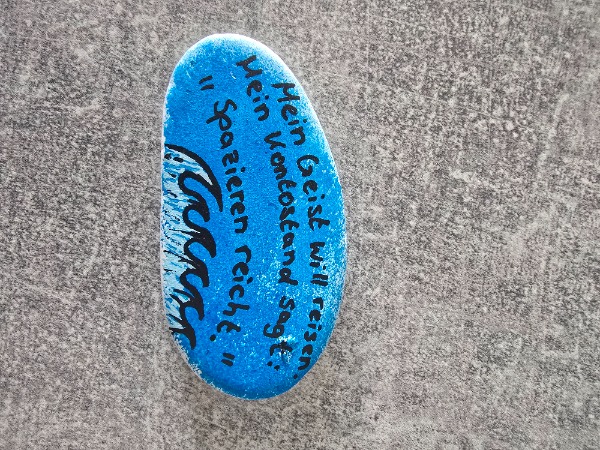 Mein Geist will reisen.
Mein Kontostand sagt:
"Spazieren reicht."